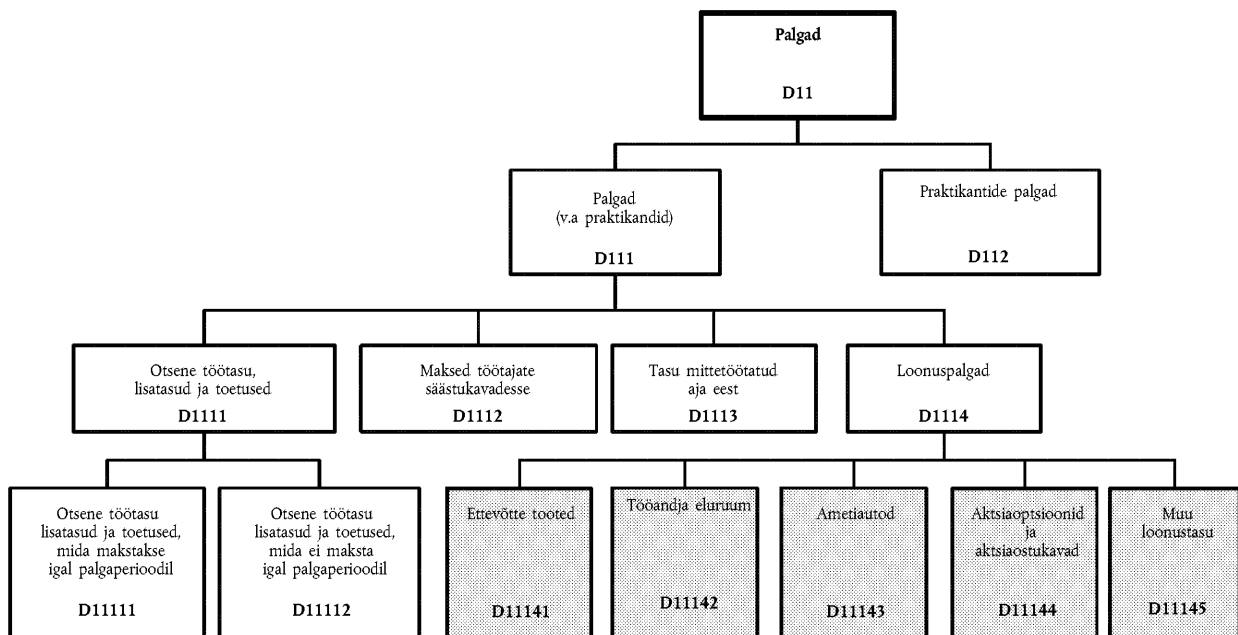 Palgad
D11
Palgad
(v.a praktikandid)
D111
Praktikantide palgad
D112
Otsene töötasu,
lisatasud ja toetused
D1111
Maksed töötajate
säästukavadesse
D1112
Tasu mittetöötatud
aja eest
D1113
Loonuspalgad
D1114
Otsene töötasu
lisatasud ja toetused,
mida makstakse
igal palgaperioodil
D11111
Otsene töötasu
lisatasud ja toetused,
mida ei maksta
igal palgaperioodil
D11112
Ettevõtte tooted
D11141
Tööandja eluruum
D11142
Ametiautod
D11143
Aktsiaoptsioonid
ja
aktsiaostukavad
D11144
Muu
loonustasu
D11145